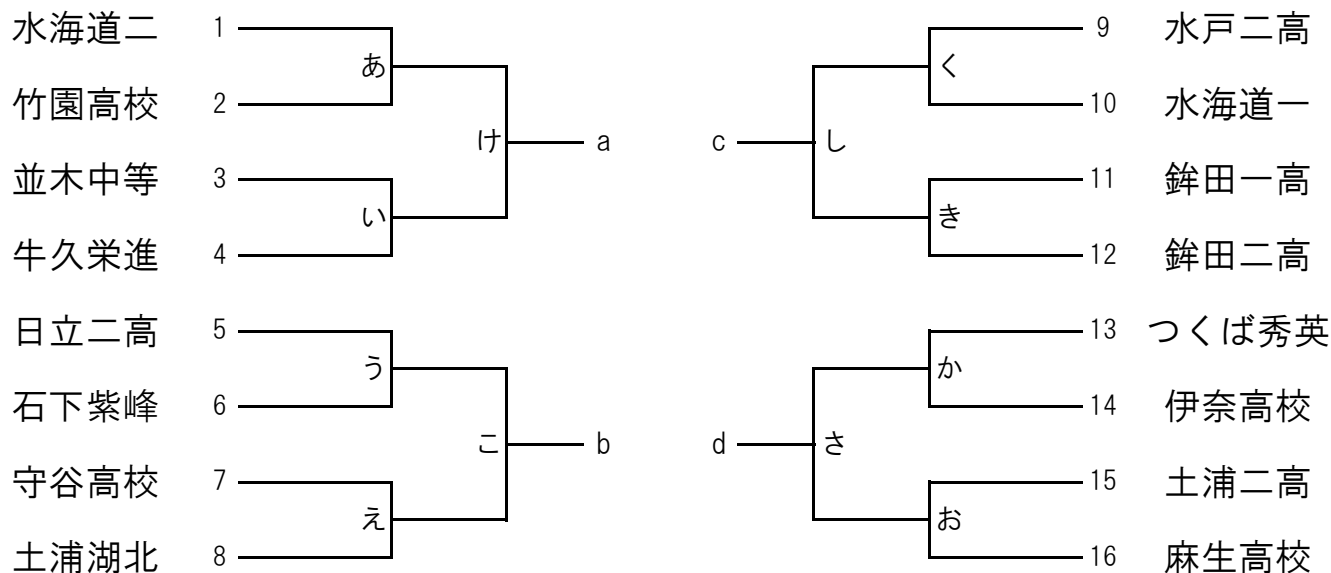 水海道二 1 9 水戸二高
あ く
竹園高校 2 10 水海道一
け a c し
並木中等 3 11 鉾田一高
い き
牛久栄進 4 12 鉾田二高
日立二高 5 13 つくば秀英
う か
石下紫峰 6 14 伊奈高校
こ b d さ
守谷高校 7 15 土浦二高
え お
土浦湖北 8 16 麻生高校